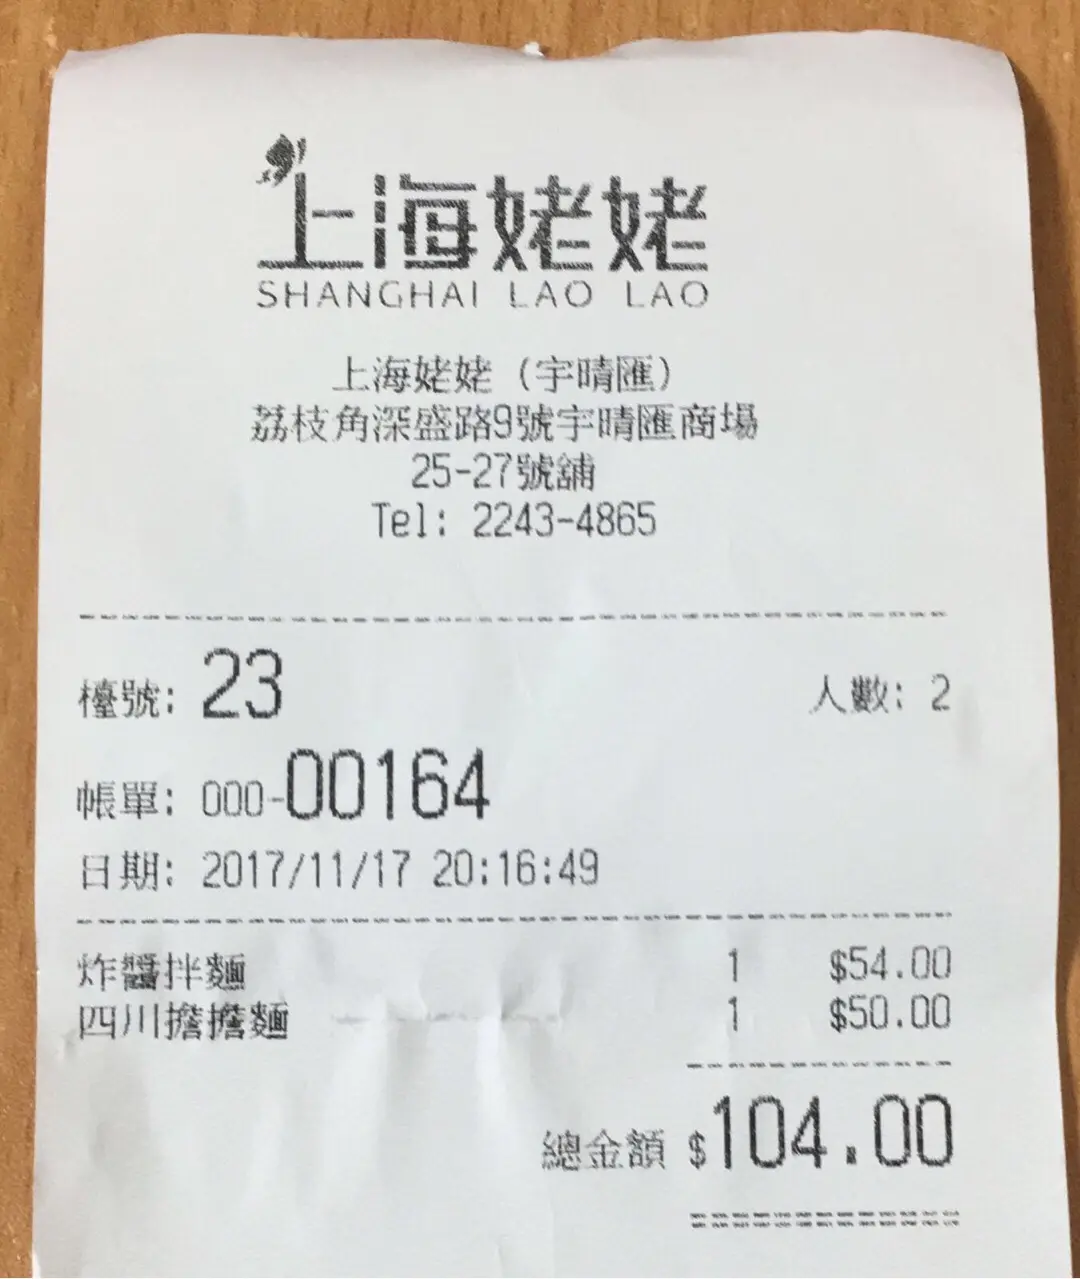 上海姥姥
SHANGHAI LAO LAO
上海姥姥 (宇晴匯)
荔枝角深盛路9號宇晴匯商場
25-27號舖
Tel: 2243-4865
檯號: 23 人數: 2
帳單: 000-00164
日期: 2017/11/17 20:16:49
炸醬拌麵 1 $54.00
四川擔擔麵 1 $50.00
總金額 $104.00